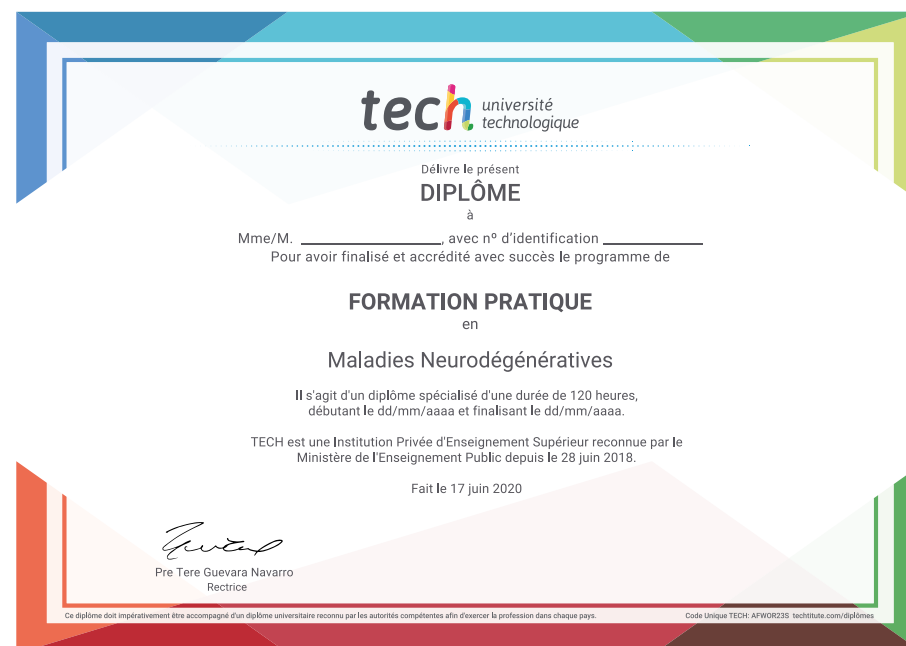 tech université
technologique
Délivre le présent
DIPLÔME
à
Mme/M. ____________________, avec nº d'identification ______________
Pour avoir finalisé et accrédité avec succès le programme de
FORMATION PRATIQUE
en
Maladies Neurodégénératives
Il s'agit d'un diplôme spécialisé d'une durée de 120 heures,
débutant le dd/mm/aaaa et finalisant le dd/mm/aaaa.
TECH est une Institution Privée d'Enseignement Supérieur reconnue par le
Ministère de l'Enseignement Public depuis le 28 juin 2018.
Fait le 17 juin 2020
Pre Tere Guevara Navarro
Rectrice
Ce diplôme doit impérativement être accompagné d'un diplôme universitaire reconnu par les autorités compétentes afin d'exercer la profession dans chaque pays.
Code Unique TECH: AFWOR23S techtitute.com/diplômes